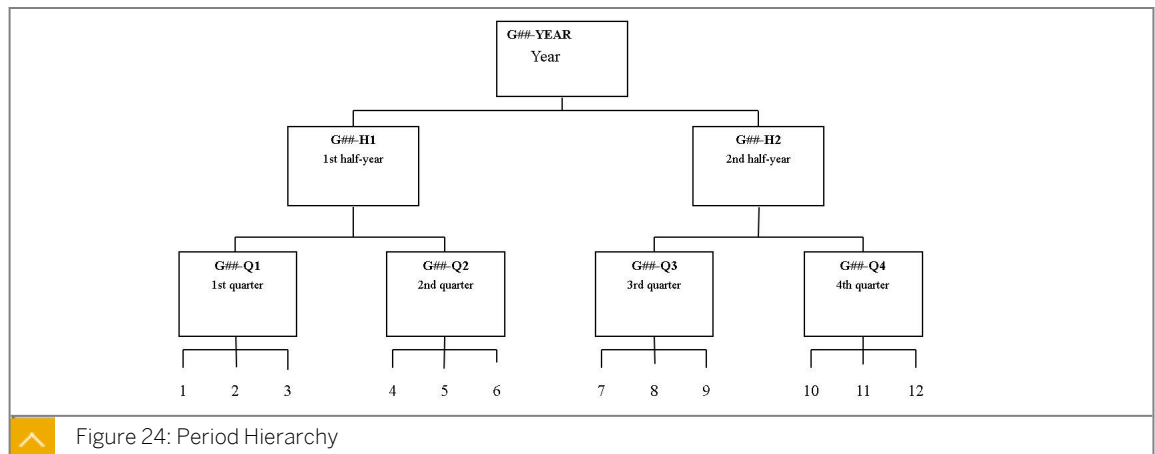 G##-YEAR
Year
G##-H1
1st half-year
G##-H2
2nd half-year
G##-Q1
1st quarter
G##-Q2
2nd quarter
G##-Q3
3rd quarter
G##-Q4
4th quarter
1 2 3 4 5 6 7 8 9 10 11 12
Figure 24: Period Hierarchy